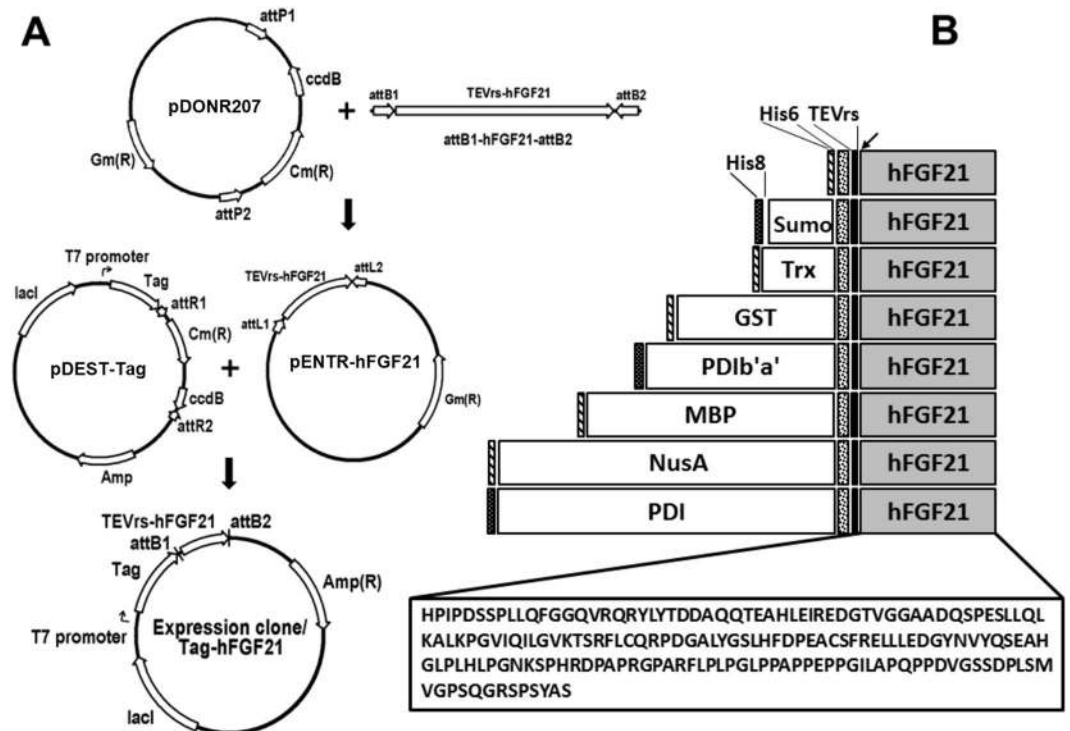 A
B
attP1
ccdB
pDONR207
Gm(R)
Cm(R)
attP2
+
attB1
TEVrs-hFGF21
attB2
attB1-hFGF21-attB2
T7 promoter
Tag
lacI
attR1
Cm(R)
pDEST-Tag
ccdB
attR2
Amp
+
TEVrs-hFGF21
attL2
attL1
pENTR-hFGF21
Gm(R)
TEVrs-hFGF21
attB2
attB1
Tag
Amp(R)
T7 promoter
Expression clone/
Tag-hFGF21
lacI
His6 TEVrs
hFGF21
His8
Sumo hFGF21
Trx hFGF21
GST hFGF21
PDIb'a' hFGF21
MBP hFGF21
NusA hFGF21
PDI hFGF21
HPIPDSSPLLQFGGQVRQRYLYTDDAQQTEAHLEIREDGTVGGAADQSPESLLQL
KALKPGVIQILGVKTSRFLCQRPDGALYGSLHFDPEACSFRELLLEDGYNVYQSEAH
GLPLHLPGNKSPHRDPAPRGPARFLPLPGLPPAPPEPPGILAPQPPDVGSSDPLSM
VGPSQGRSPSYAS